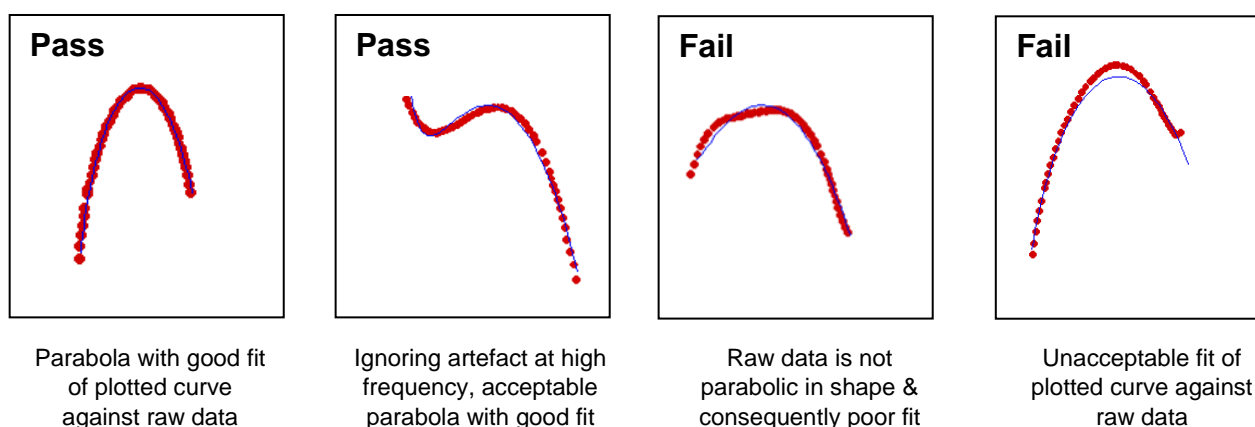 Pass
Pass
Fail
Fail
Parabola with good fit
of plotted curve
against raw data
Ignoring artefact at high
frequency, acceptable
parabola with good fit
Raw data is not
parabolic in shape &
consequently poor fit
Unacceptable fit of
plotted curve against
raw data